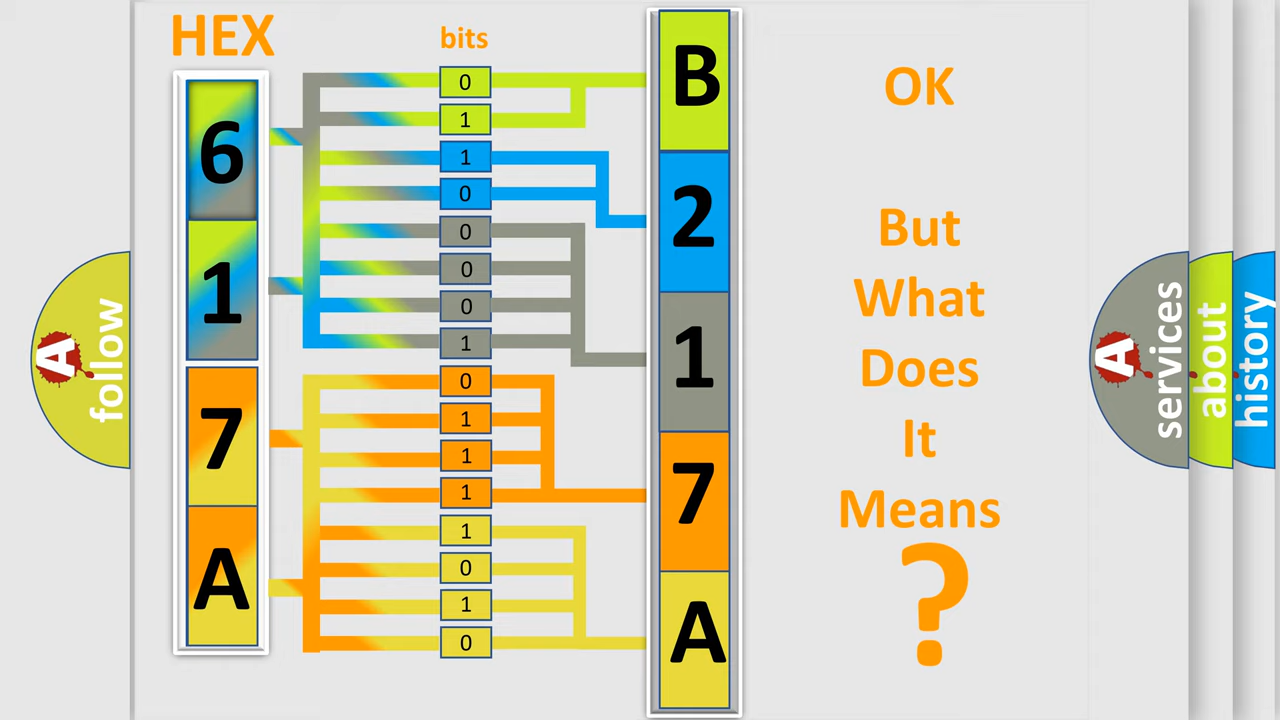 HEX
bits
6
1
7
A
0
1
1
0
0
0
0
1
0
1
1
1
1
0
1
0
B
2
1
7
A
OK
But
What
Does
It
Means
?
A
follow
A
services
about
history